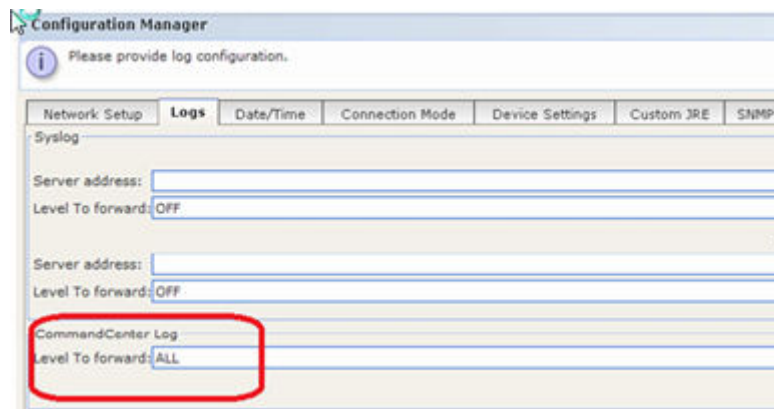 Configuration Manager
Please provide log configuration.
Network Setup Logs Date/Time Connection Mode Device Settings Custom JRE SNMP
Syslog
Server address:
Level To forward: OFF
Server address:
Level To forward: OFF
CommandCenter Log
Level To forward: ALL